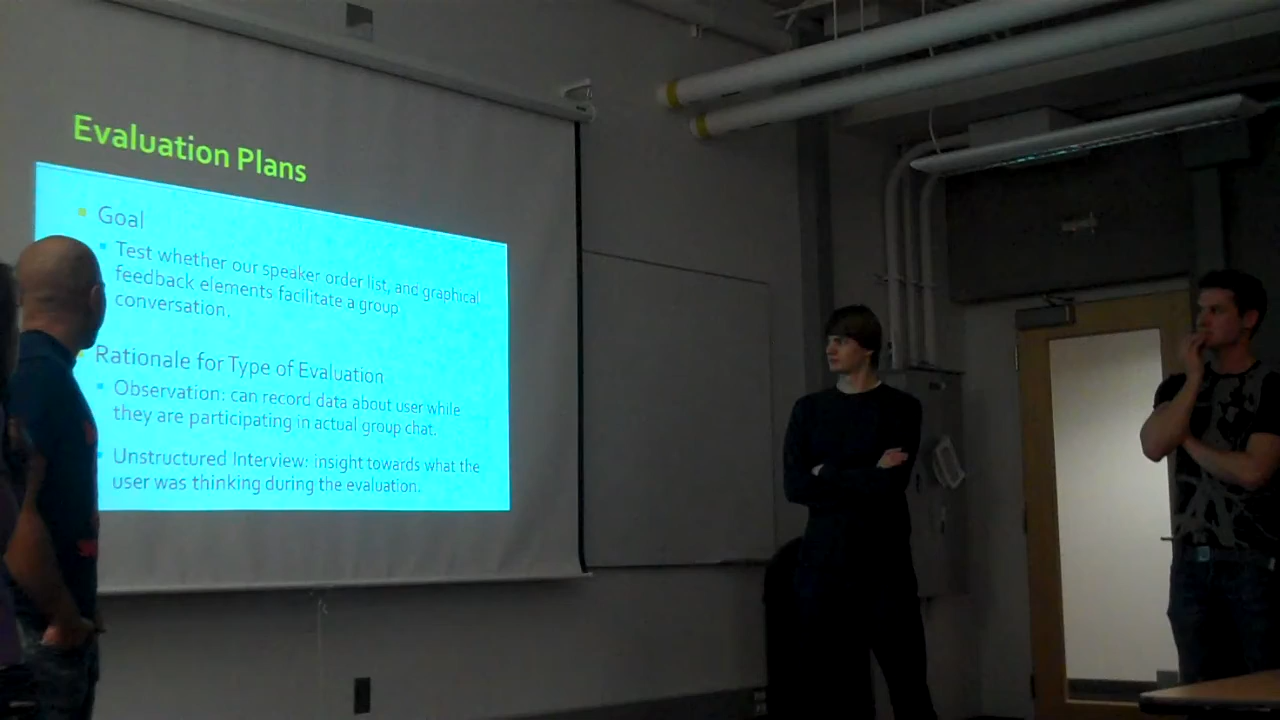 Evaluation Plans
Goal
Test whether our speaker order list, and graphical
feedback elements facilitate a group
conversation.
Rationale for Type of Evaluation
Observation: can record data about user while
they are participating in actual group chat.
Unstructured Interview: insight towards what the
user was thinking during the evaluation.